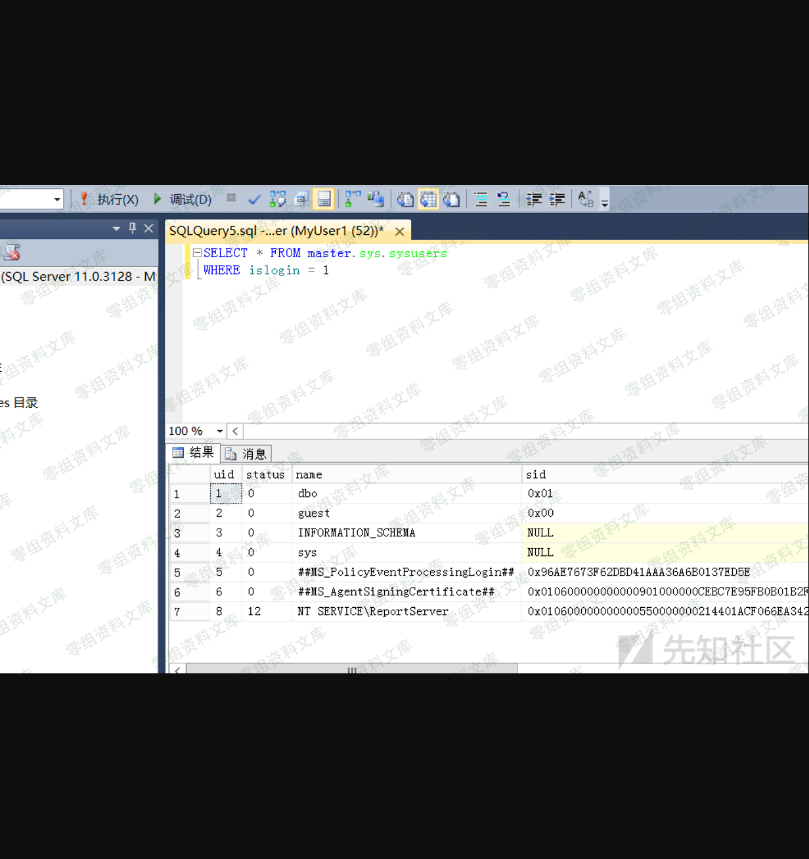 执行(X) 调试(D)
SQLQuery5.sql -...er (MyUser1 (52))*
SELECT * FROM master.sys.sysusers
WHERE islogin = 1
(SQL Server 11.0.3128 - M
es 目录
100 %
结果 消息
uid status name sid
1 1 0 dbo 0x01
2 2 0 guest 0x00
3 3 0 INFORMATION_SCHEMA NULL
4 4 0 sys NULL
5 5 0 ##MS_PolicyEventProcessingLogin## 0x96AE7673F62DBD41AAA36A6B0137ED5E
6 6 0 ##MS_AgentSigningCertificate## 0x010600000000000901000000CEBC7E95FB0B01B2F
7 8 12 NT SERVICE\ReportServer
先知社区
零组资料文库